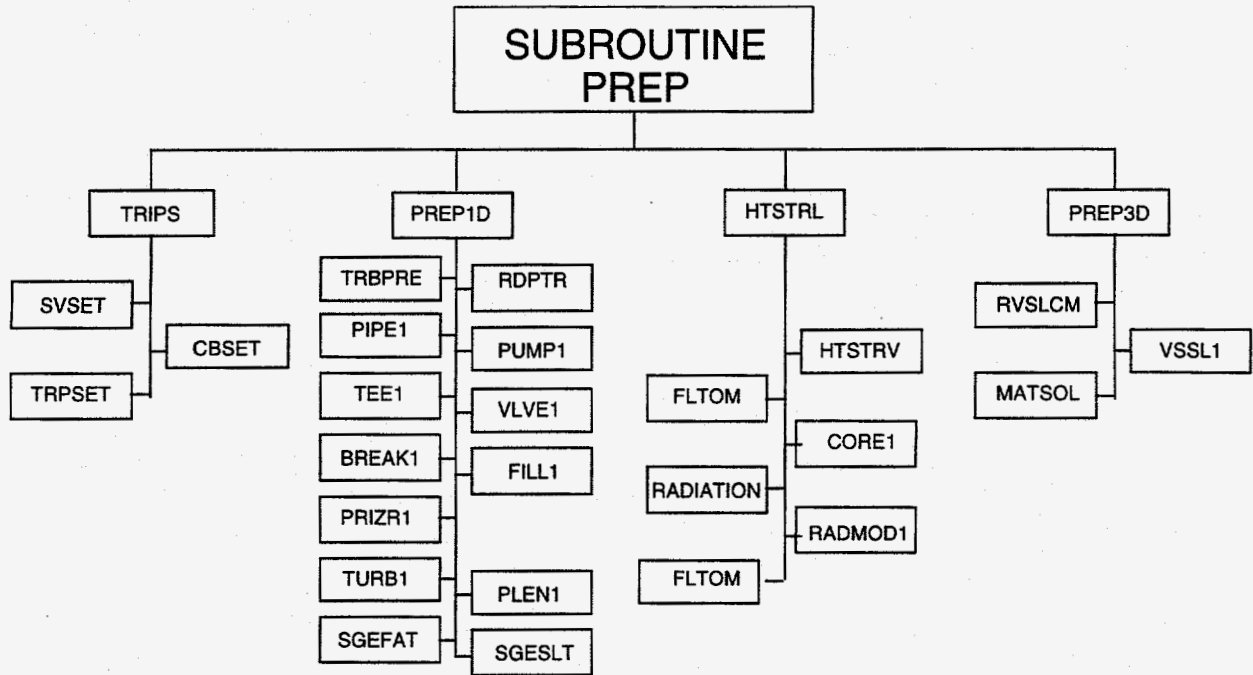 SUBROUTINE
PREP
TRIPS
PREP1D
HTSTRL
PREP3D
SVSET
CBSET
TRPSET
TRBPRE
RDPTR
PIPE1
PUMP1
TEE1
VLVE1
BREAK1
FILL1
PRIZR1
TURB1
PLEN1
SGEFAT
SGESLT
HTSTRV
FLTOM
CORE1
RADIATION
RADMOD1
FLTOM
RVSLCM
VSSL1
MATSOL